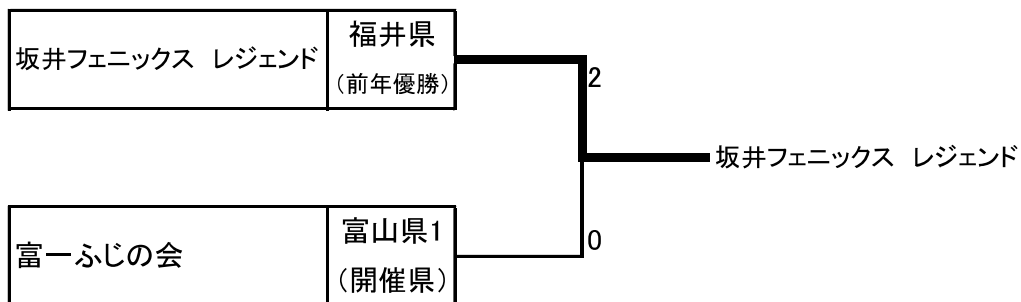 坂井フェニックス　レジェンド
福井県
(前年優勝)
2
坂井フェニックス　レジェンド
富一ふじの会
富山県1
(開催県)
0